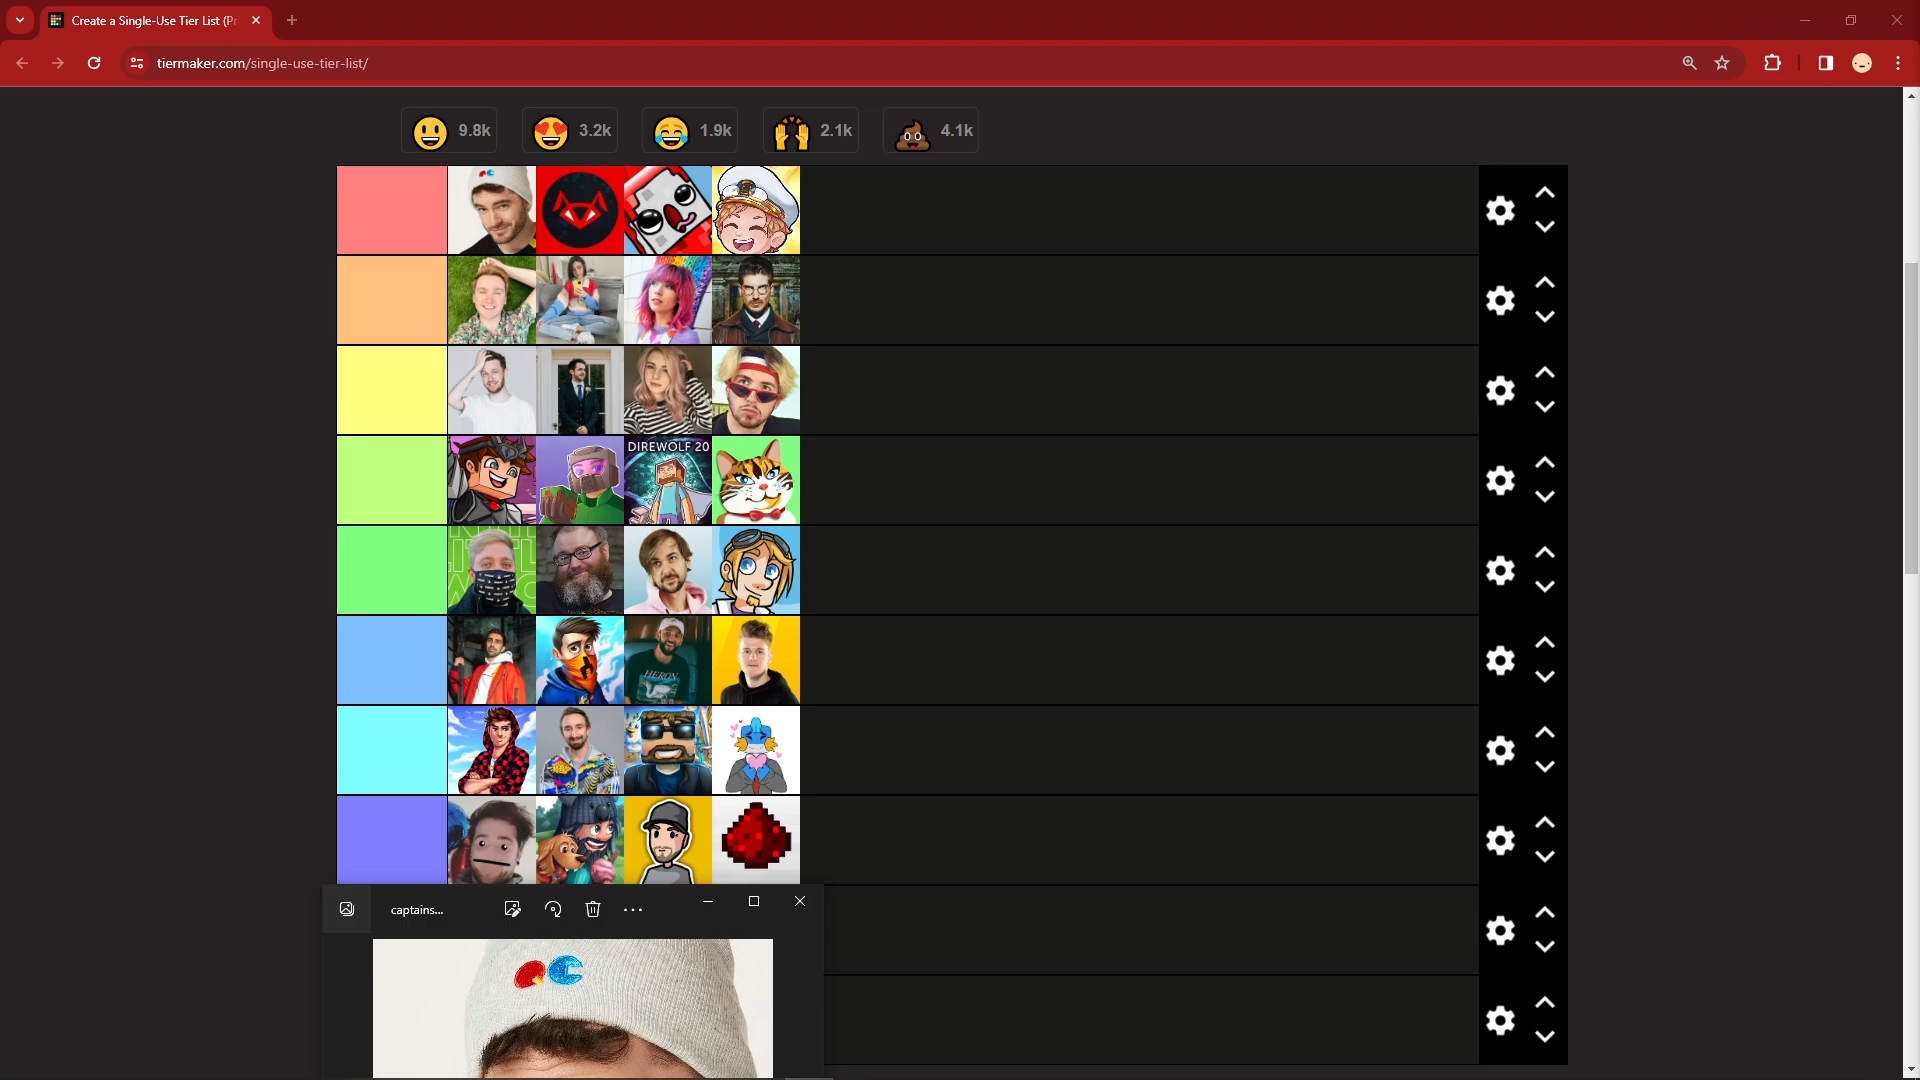 Create a Single-Use Tier List (Pr
tiermaker.com/single-use-tier-list/
9.8k
3.2k
1.9k
2.1k
4.1k
DIREWOLF 20
HERON
captains...